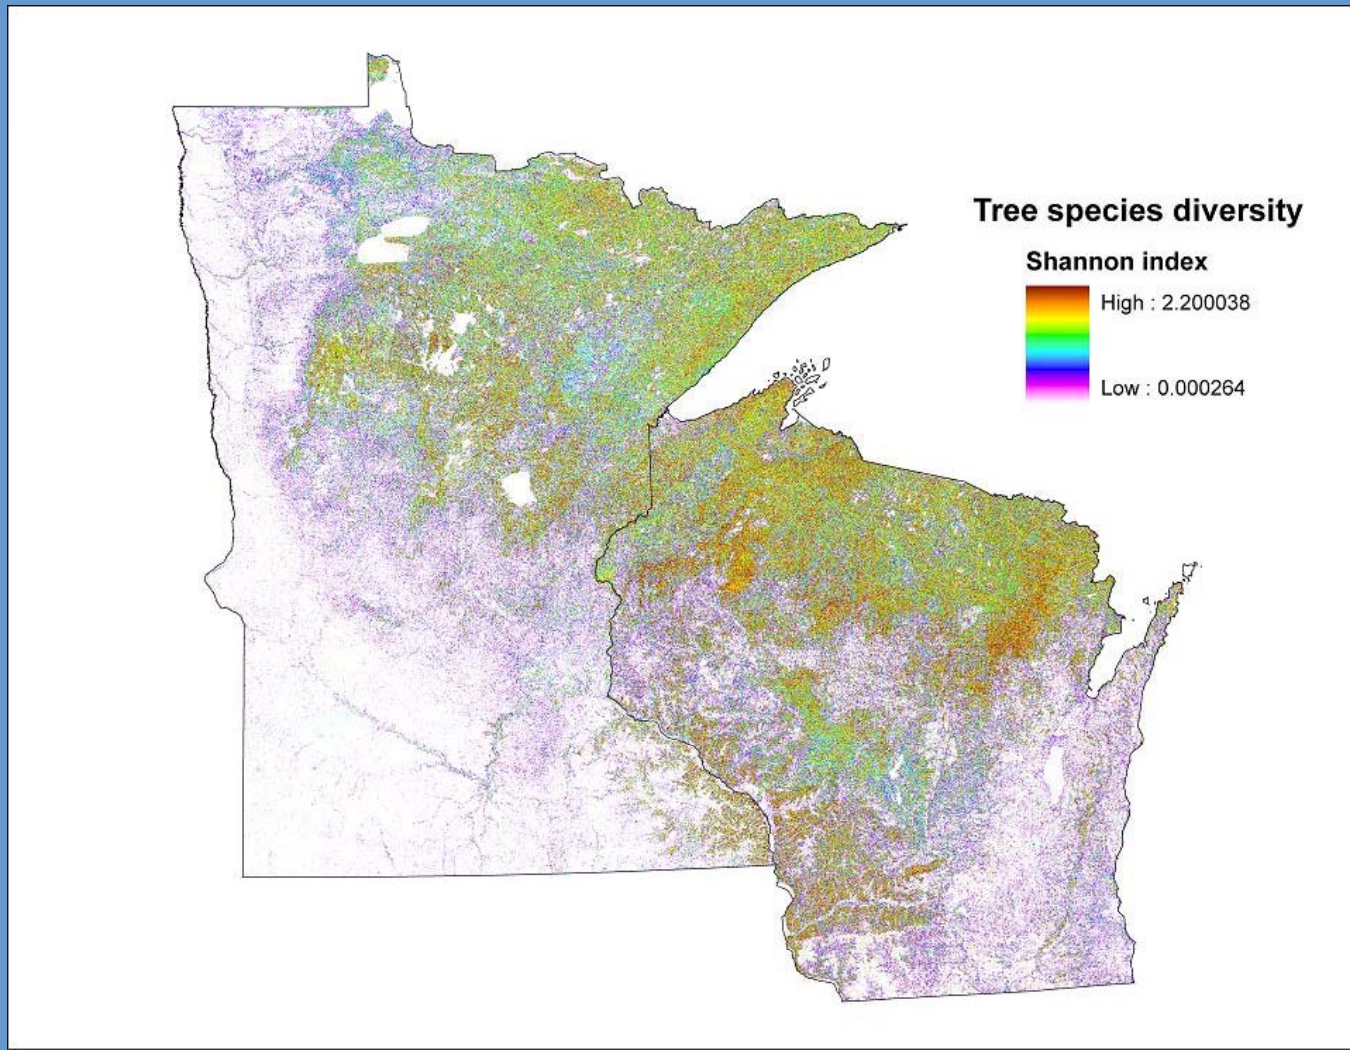 Tree species diversity
Shannon index
High : 2.200038
Low : 0.000264